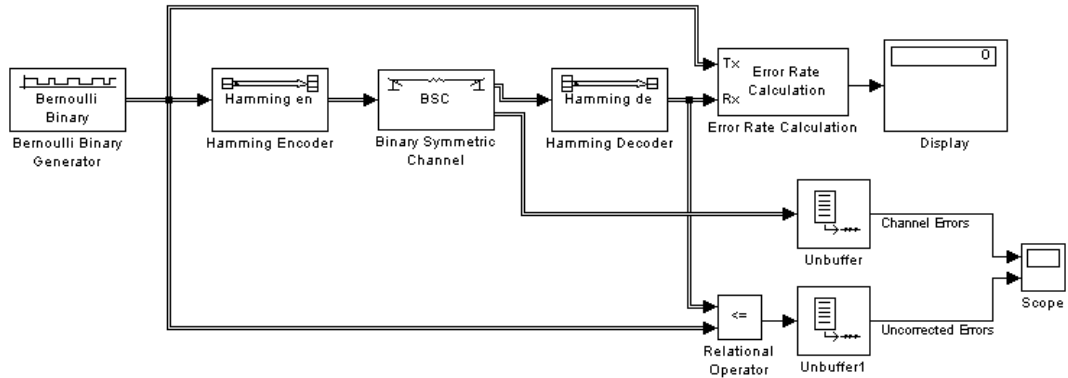 Bernoulli
Binary
Bernoulli Binary
Generator
Hamming en
Hamming Encoder
BSC
Binary Symmetric
Channel
Hamming de
Hamming Decoder
Tx
Rx
Error Rate
Calculation
Error Rate Calculation
0
Display
Unbuffer
Channel Errors
Scope
<=
Relational
Operator
Unbuffer1
Uncorrected Errors